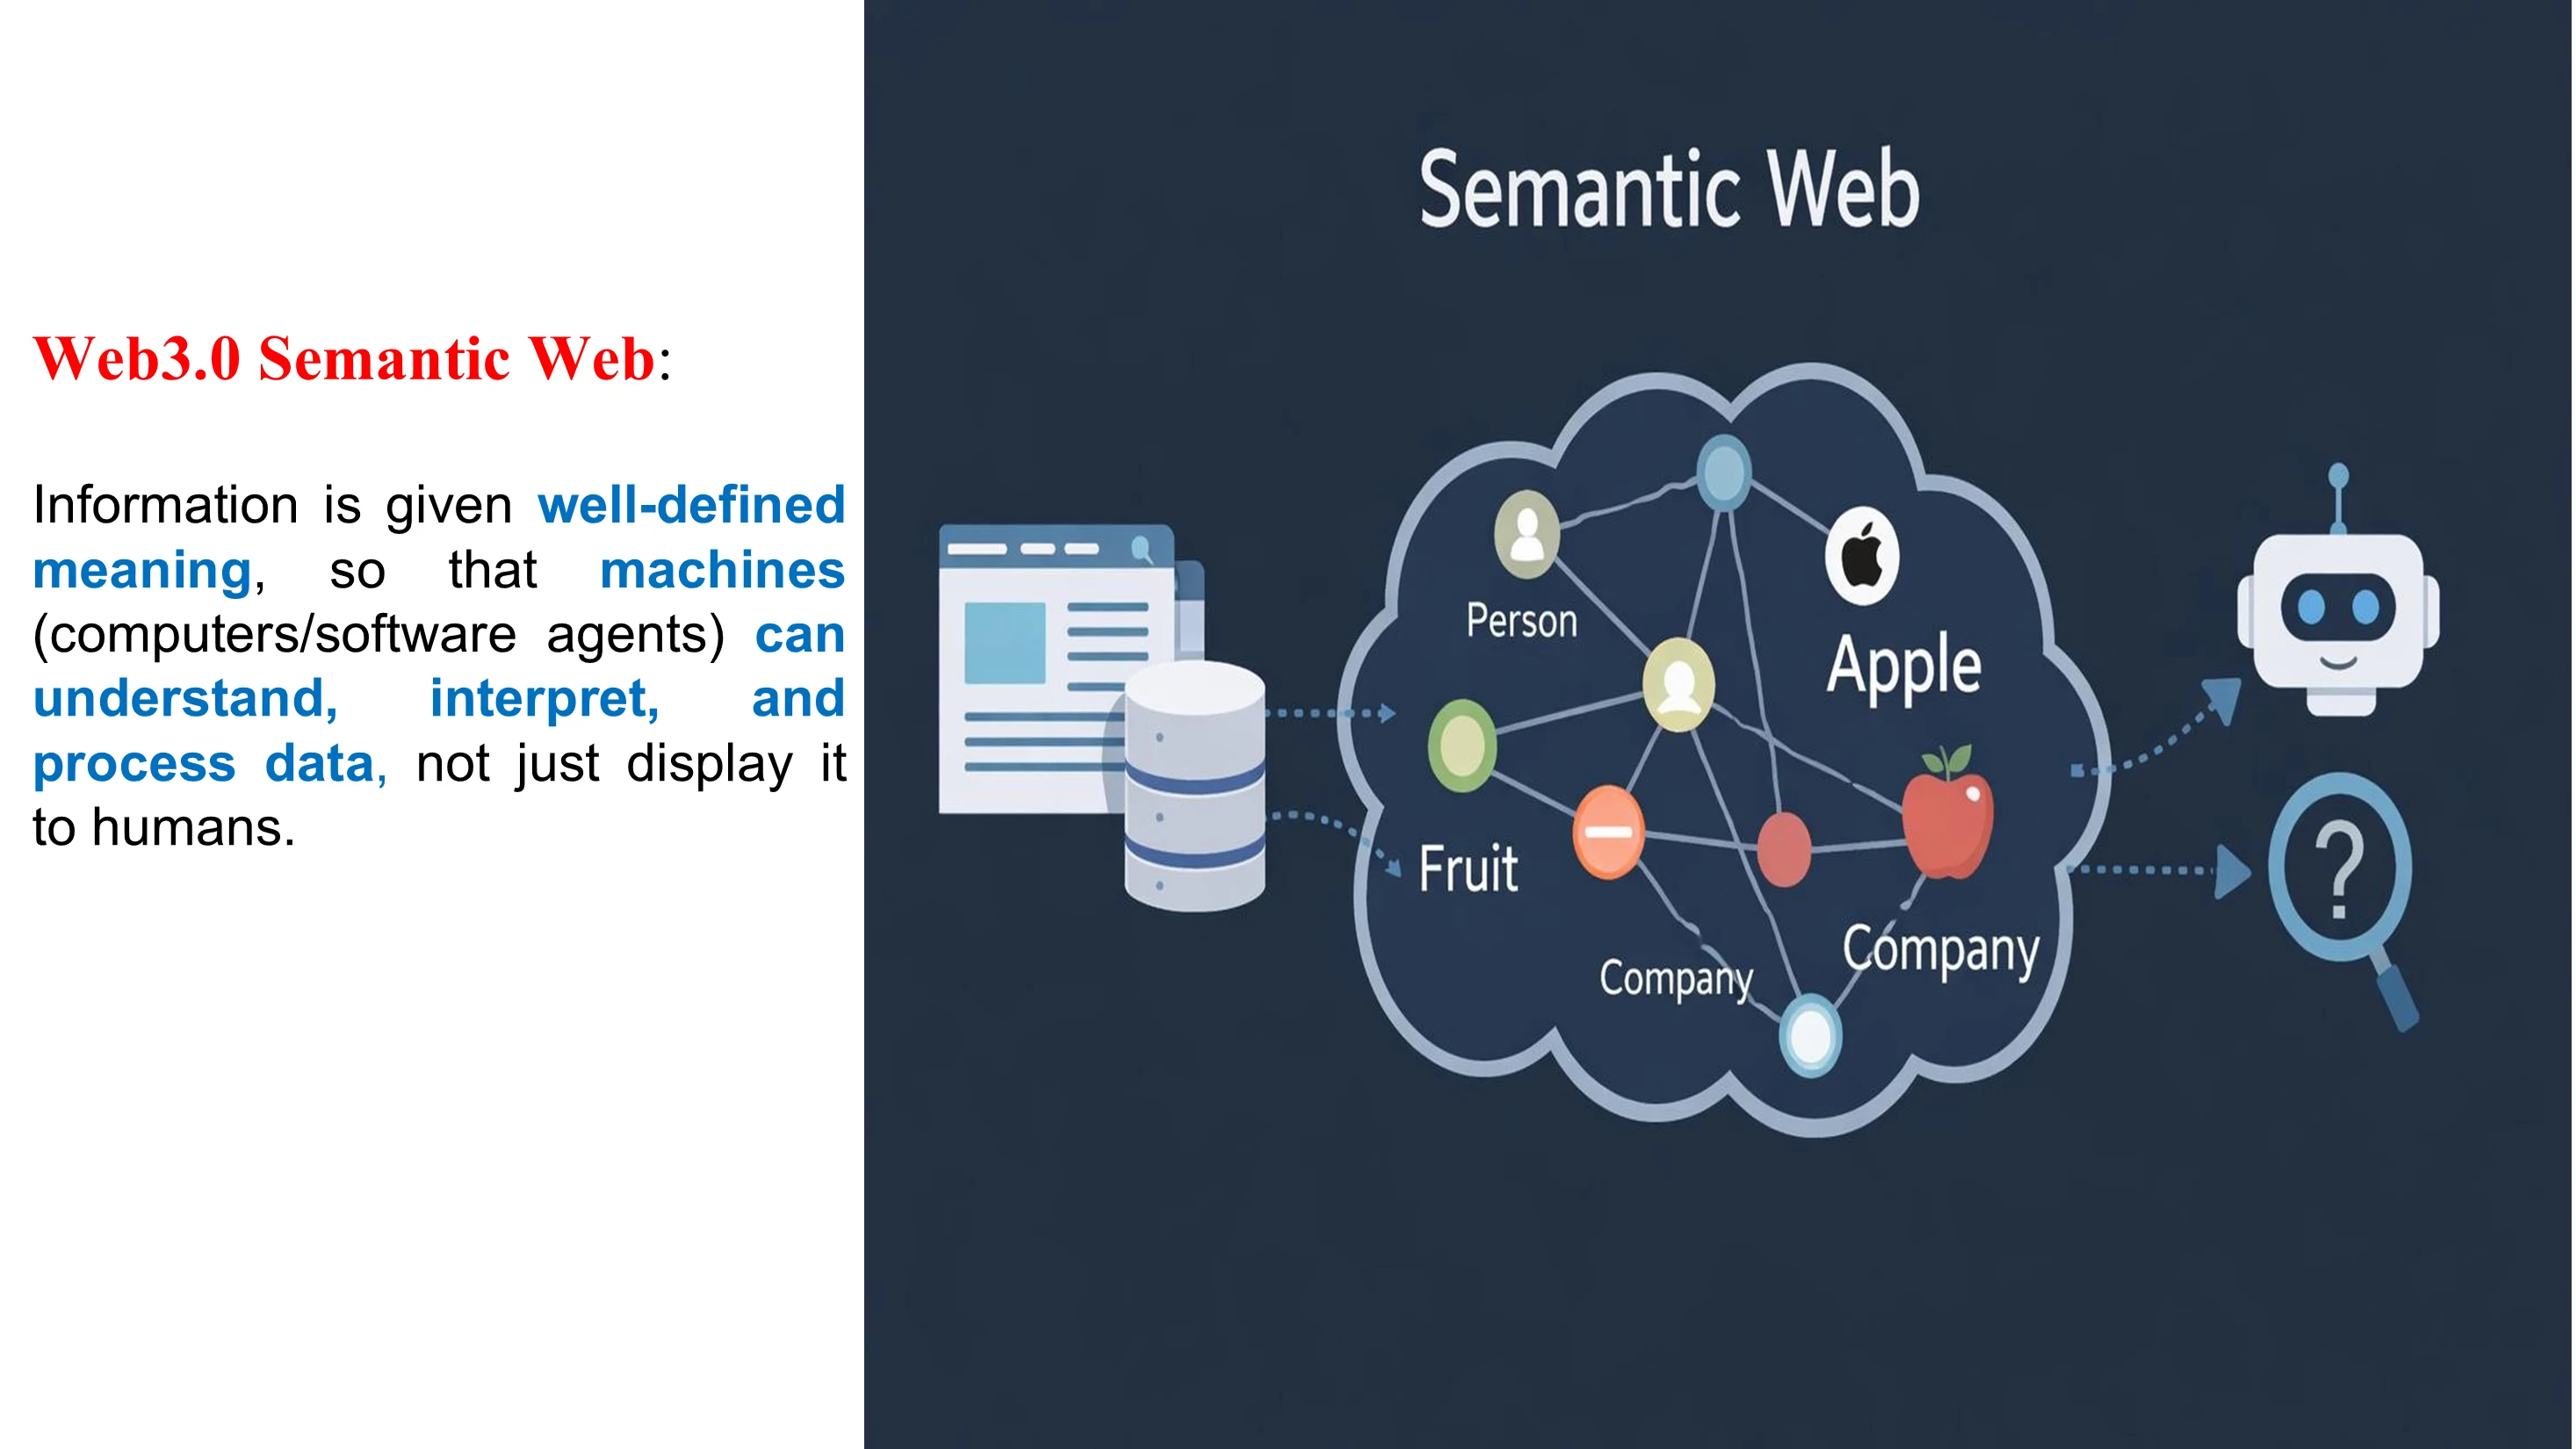 Web3.0 Semantic Web:
Information is given well-defined
meaning, so that machines
(computers/software agents) can
understand, interpret, and
process data, not just display it
to humans.
Semantic Web
Person
Apple
Fruit
Company
Company
?